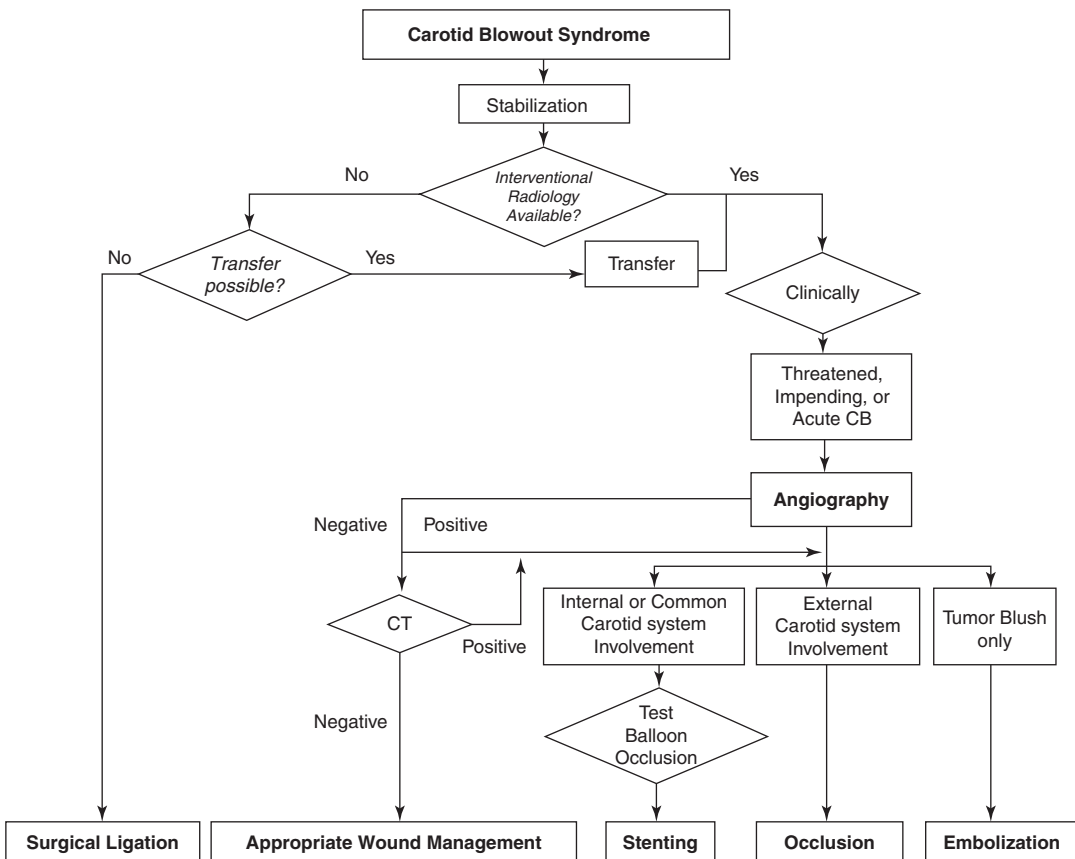 Carotid Blowout Syndrome
Stabilization
No
Interventional
Radiology
Available?
Yes
No
Transfer
possible?
Yes
Transfer
Clinically
Threatened,
Impending, or
Acute CB
Angiography
Negative
Positive
CT
Positive
Internal or Common
Carotid system
Involvement
External
Carotid system
Involvement
Tumor Blush
only
Negative
Test
Balloon
Occlusion
Surgical Ligation
Appropriate Wound Management
Stenting
Occlusion
Embolization